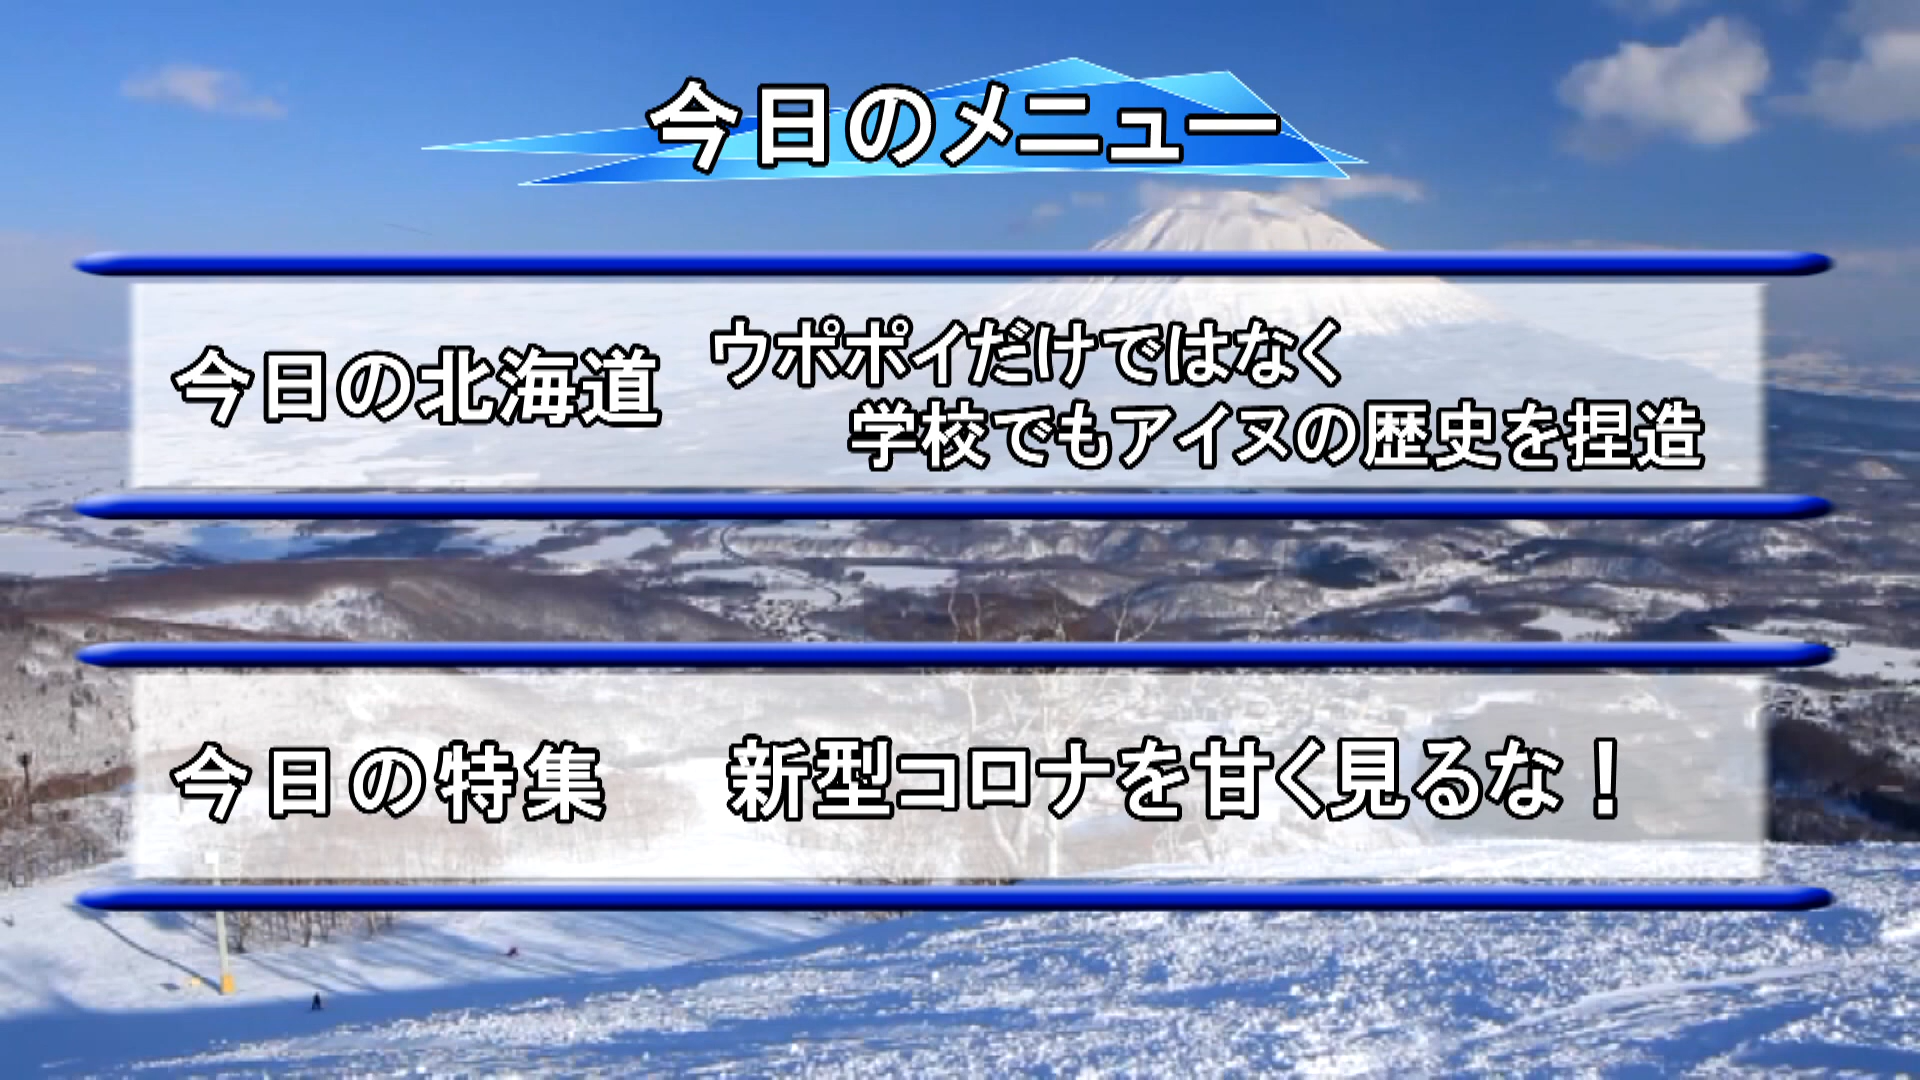 今日のメニュー
今日の北海道
ウポポイだけではなく
学校でもアイヌの歴史を捏造
今日の特集
新型コロナを甘く見るな！